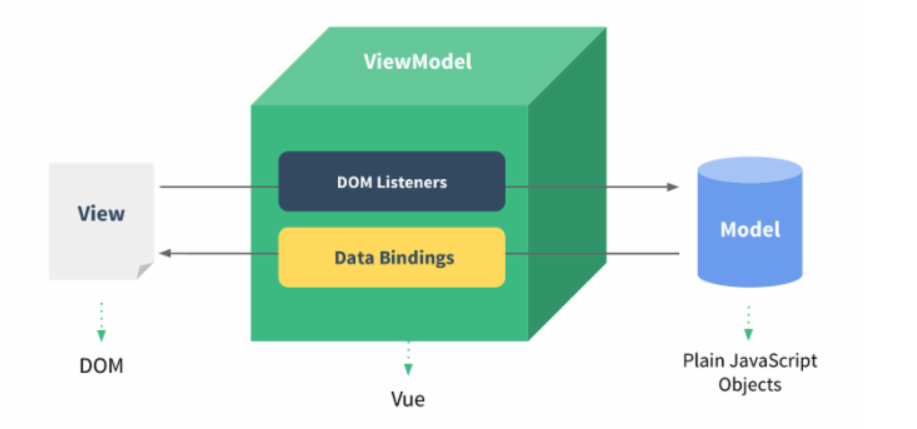 ViewModel
DOM Listeners
View
Model
Data Bindings
DOM
Vue
Plain JavaScript
Objects